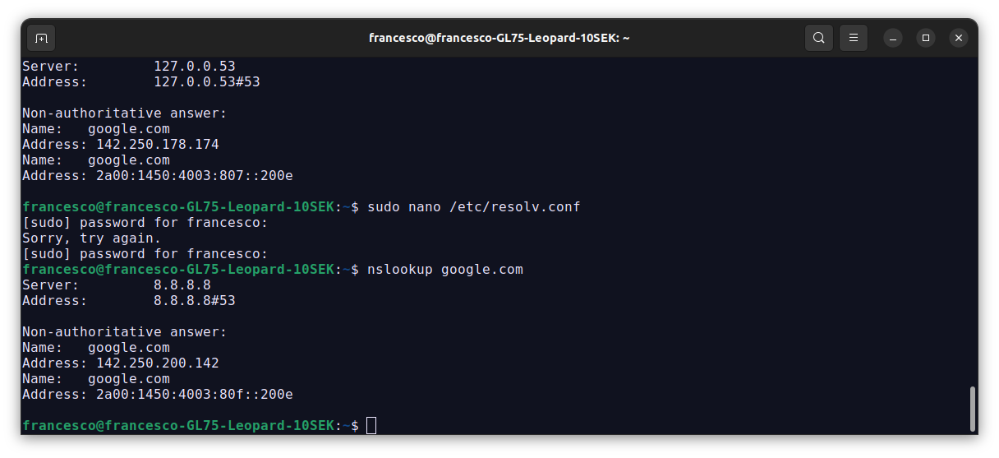 francesco@francesco-GL75-Leopard-10SEK: ~
Server:         127.0.0.53
Address:        127.0.0.53#53

Non-authoritative answer:
Name:   google.com
Address: 142.250.178.174
Name:   google.com
Address: 2a00:1450:4003:807::200e

francesco@francesco-GL75-Leopard-10SEK:~$ sudo nano /etc/resolv.conf
[sudo] password for francesco:
Sorry, try again.
[sudo] password for francesco:
francesco@francesco-GL75-Leopard-10SEK:~$ nslookup google.com
Server:         8.8.8.8
Address:        8.8.8.8#53

Non-authoritative answer:
Name:   google.com
Address: 142.250.200.142
Name:   google.com
Address: 2a00:1450:4003:80f::200e

francesco@francesco-GL75-Leopard-10SEK:~$